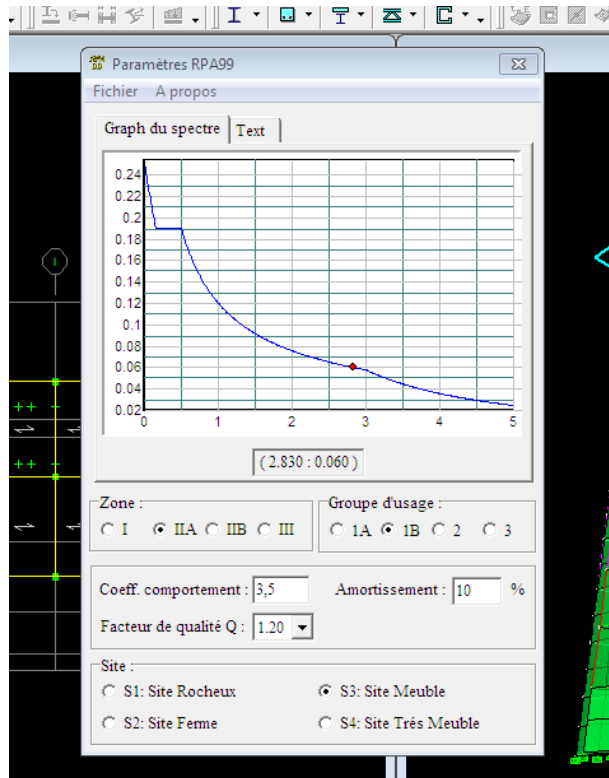 Paramètres RPA99
Fichier A propos
Graph du spectre Text
0.24
0.22
0.2
0.18
0.16
0.14
0.12
0.1
0.08
0.06
0.04
0.02
0 1 2 3 4 5
( 2.830 : 0.060 )
Zone :
I IIA IIB III
Groupe d'usage :
1A 1B 2 3
Coeff. comportement : 3,5 Amortissement : 10 %
Facteur de qualité Q : 1.20
Site :
S1: Site Rocheux S3: Site Meuble
S2: Site Ferme S4: Site Trés Meuble